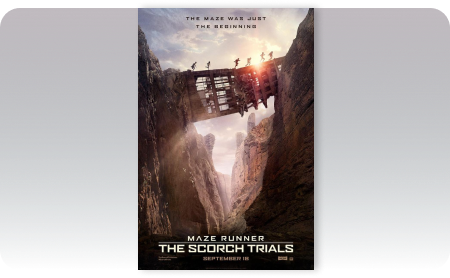 THE MAZE WAS JUST
THE BEGINNING
MAZE RUNNER
THE SCORCH TRIALS
SEPTEMBER 18